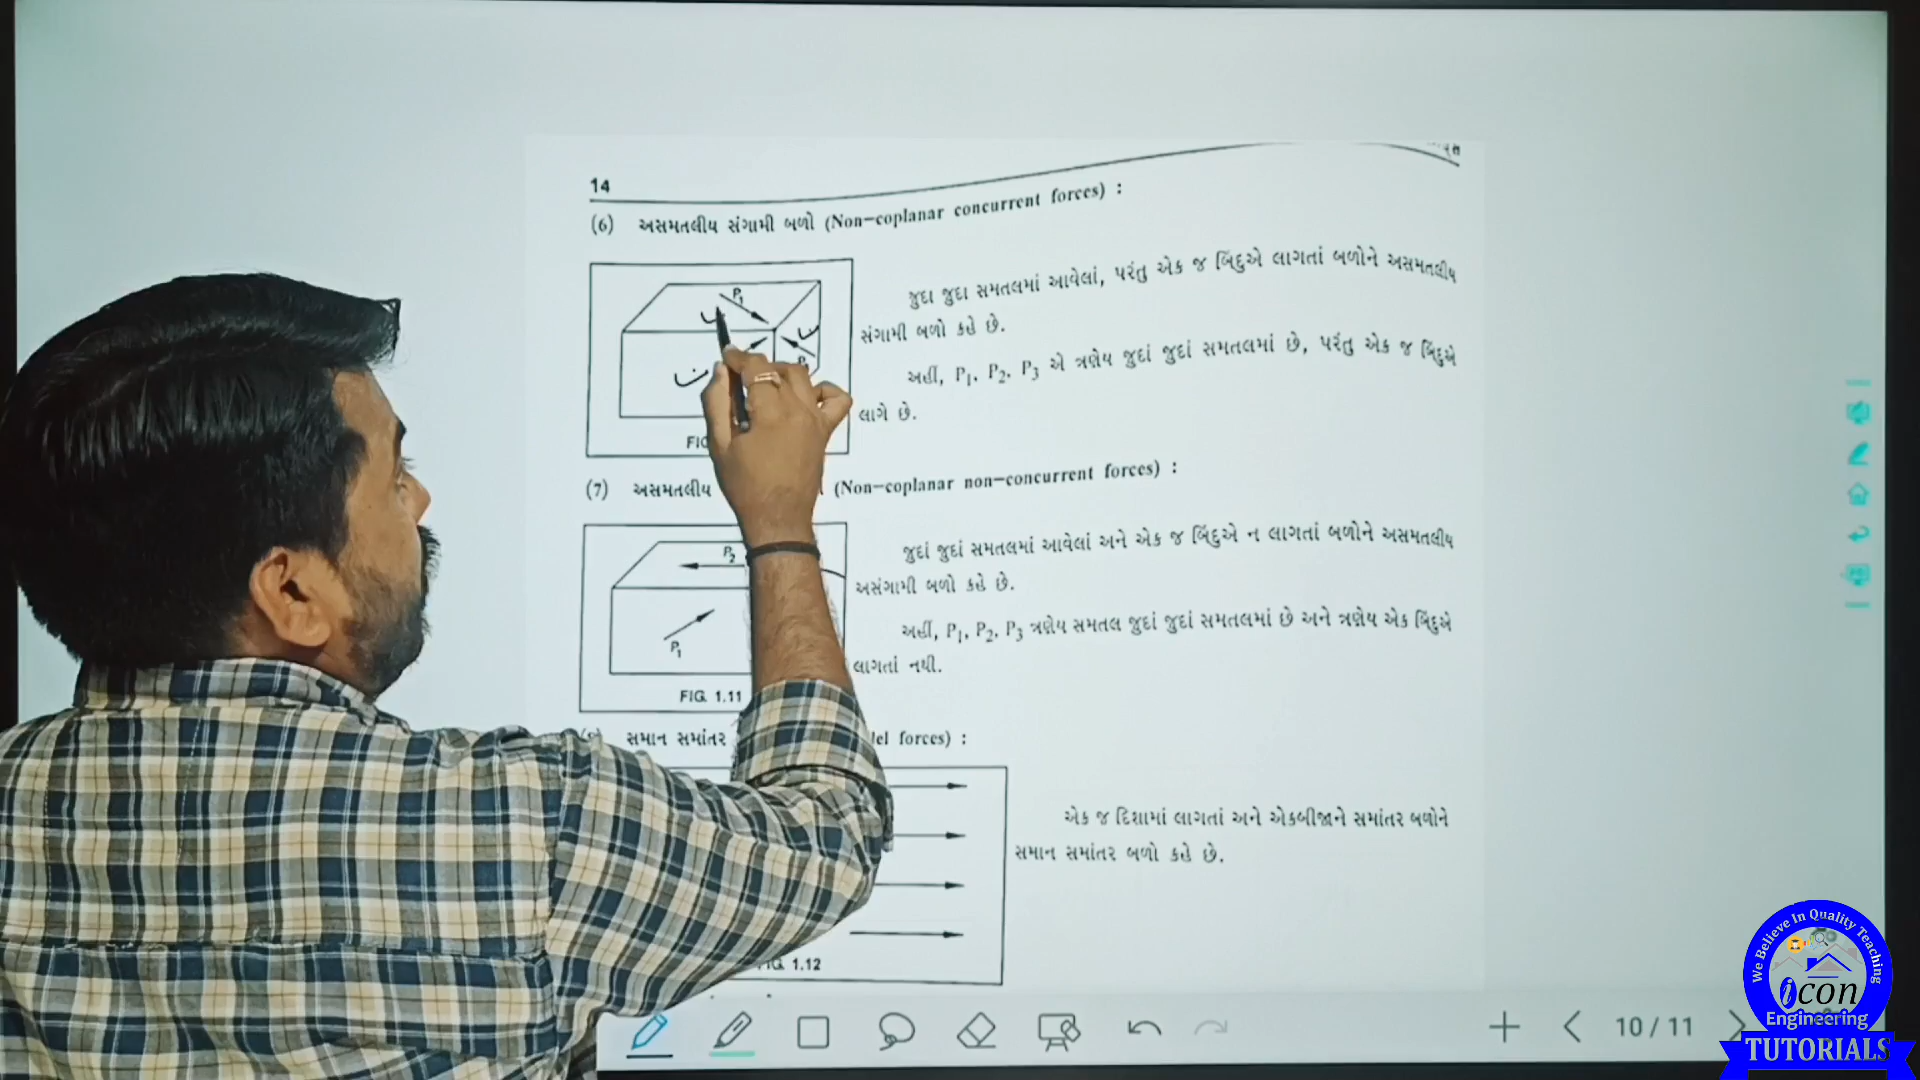 14
(6) અસમતલીય સંગામી બળો (Non-coplanar concurrent forces) :
P1
જુદા જુદા સમતલમાં આવેલાં, પરંતુ એક જ બિંદુએ લાગતાં બળોને અસમતલીય
સંગામી બળો કહે છે.
અહીં, P1, P2, P3 એ ત્રણેય જુદાં જુદાં સમતલમાં છે, પરંતુ એક જ બિંદુએ
લાગે છે.
(7) અસમતલીય (Non-coplanar non-concurrent forces) :
P2
P1
FIG. 1.11
જુદાં જુદાં સમતલમાં આવેલાં અને એક જ બિંદુએ ન લાગતાં બળોને અસમતલીય
અસંગામી બળો કહે છે.
અહીં, P1, P2, P3 ત્રણેય સમતલ જુદાં જુદાં સમતલમાં છે અને ત્રણેય એક બિંદુએ
લાગતાં નથી.
સમાન સમાંતર forces) :
એક જ દિશામાં લાગતાં અને એકબીજાને સમાંતર બળોને
સમાન સમાંતર બળો કહે છે.
1.12
10 / 11
We Believe In Quality Teaching
icon
Engineering
TUTORIALS